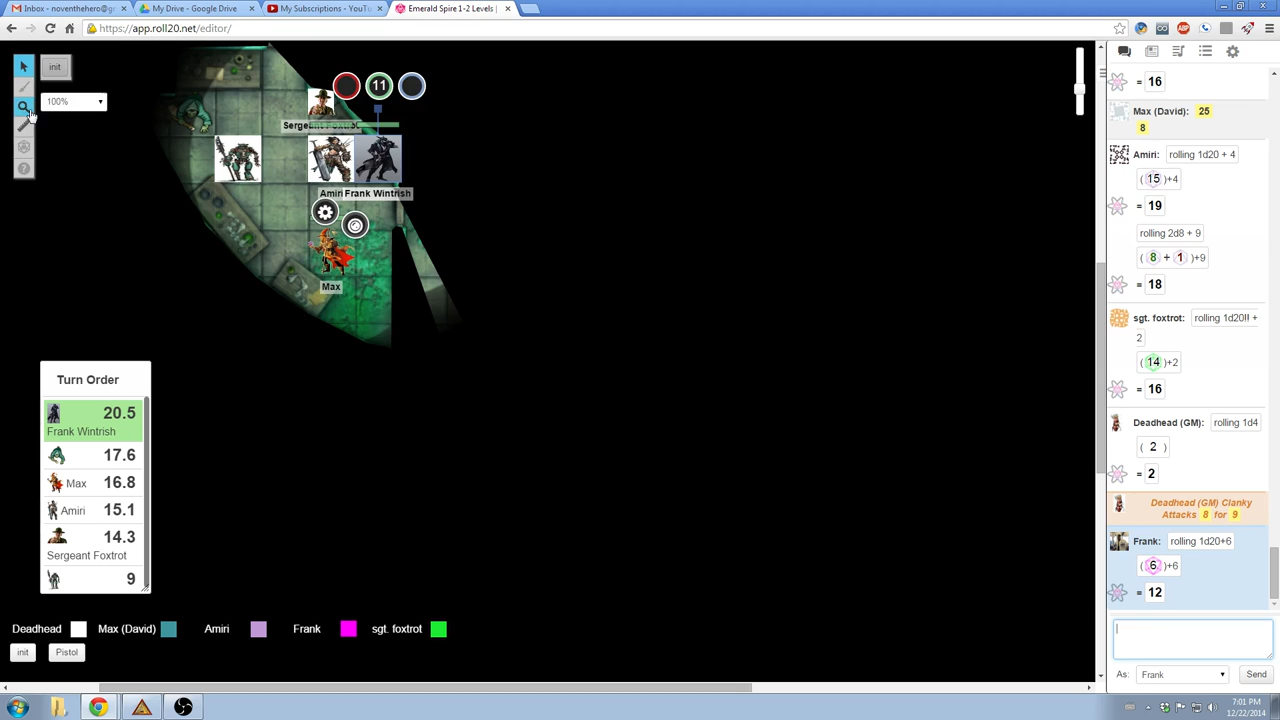 Inbox - noventhehero@g
My Drive - Google Drive
My Subscriptions - YouTu
Emerald Spire 1-2 Levels |
https://app.roll20.net/editor/
init
100%
11
Amiri
Frank Wintrish
Max
Turn Order
20.5
Frank Wintrish
17.6
Max 16.8
Amiri 15.1
14.3
Sergeant Foxtrot
9
Deadhead
Max (David)
Amiri
Frank
sgt. foxtrot
init
Pistol
= 16
Max (David): 25
8
Amiri: rolling 1d20 + 4
(15)+4
= 19
rolling 2d8 + 9
(8 + 1)+9
= 18
sgt. foxtrot: rolling 1d20!! +
2
(14)+2
= 16
Deadhead (GM): rolling 1d4
( 2 )
= 2
Deadhead (GM) Clanky
Attacks 8 for 9
Frank: rolling 1d20+6
(6)+6
= 12
As: Frank
Send
7:01 PM
12/22/2014